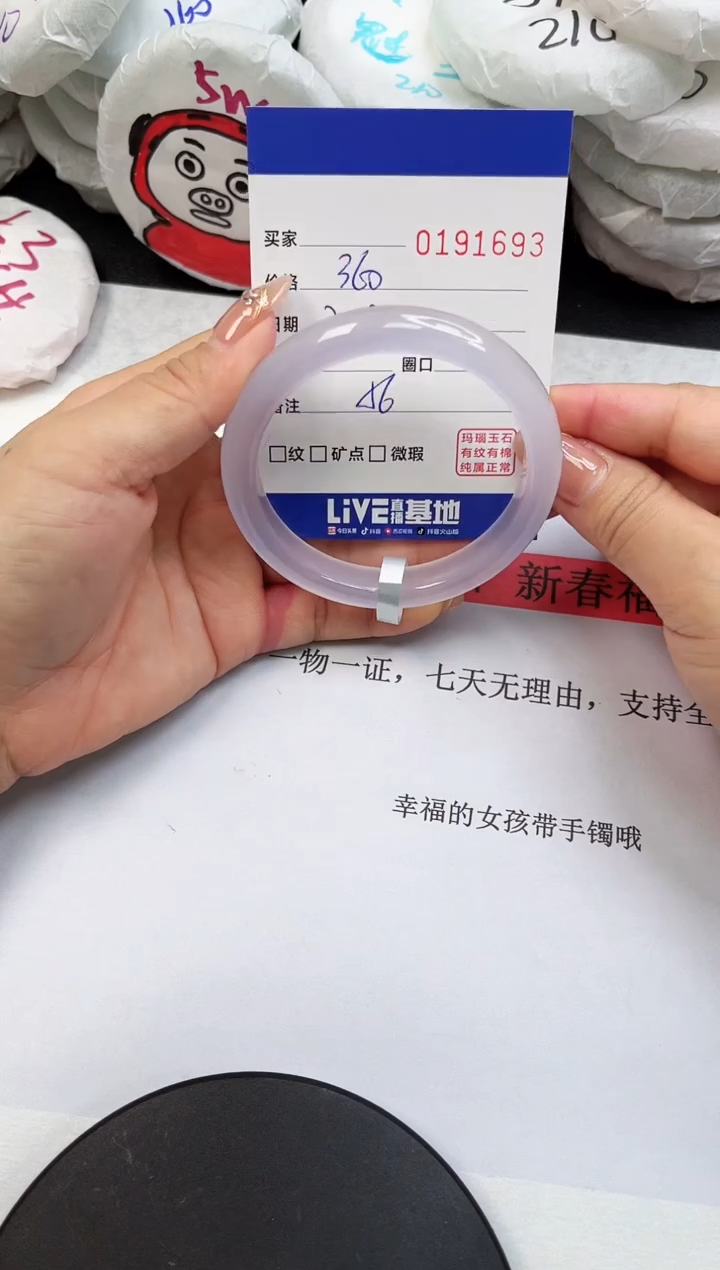 160
210
5m
买家
0191693
价格 360
日期
圈口
备注 56
纹 矿点 微瑕
玛瑙玉石
有纹有棉
纯属正常
LiVE直播基地
今日头条 抖音 西瓜视频 抖音火山版
新春福
一物一证，七天无理由，支持全
幸福的女孩带手镯哦